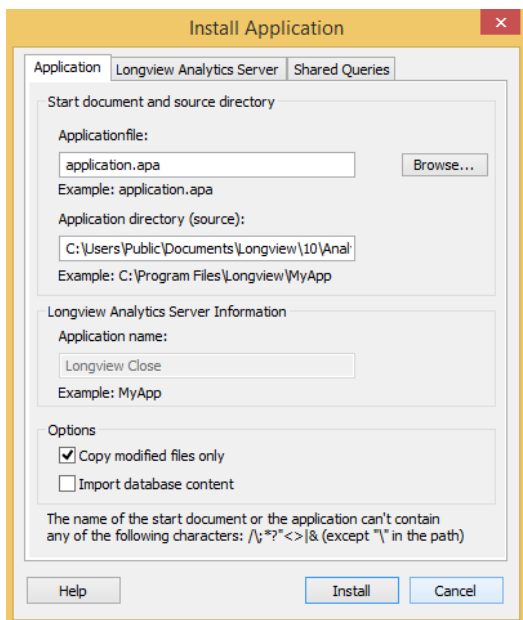 Install Application
Application
Longview Analytics Server
Shared Queries
Start document and source directory
Applicationfile:
application.apa
Browse...
Example: application.apa
Application directory (source):
C:\Users\Public\Documents\Longview\10\Anal
Example: C:\Program Files\Longview\MyApp
Longview Analytics Server Information
Application name:
Longview Close
Example: MyApp
Options
Copy modified files only
Import database content
The name of the start document or the application can't contain
any of the following characters: /\;*?"<>|& (except "\" in the path)
Help
Install
Cancel